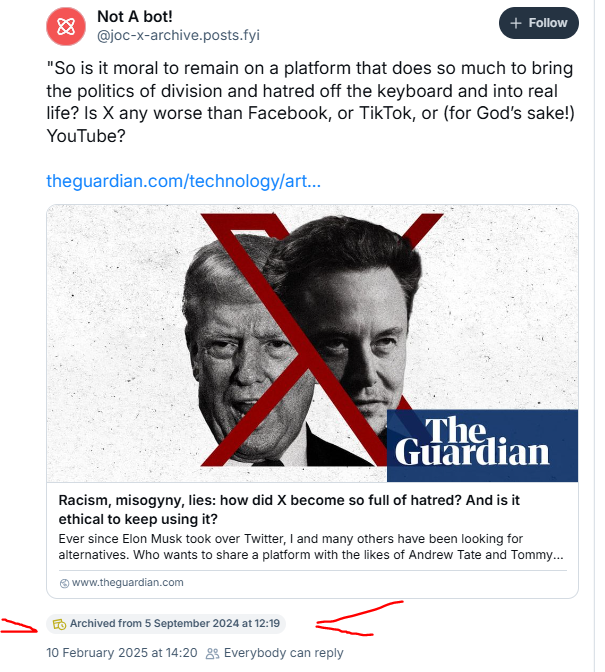 Not A bot!
@joc-x-archive.posts.fyi
+ Follow
"So is it moral to remain on a platform that does so much to bring
the politics of division and hatred off the keyboard and into real
life? Is X any worse than Facebook, or TikTok, or (for God’s sake!)
YouTube?
theguardian.com/technology/art...
X
The
Guardian
Racism, misogyny, lies: how did X become so full of hatred? And is it
ethical to keep using it?
Ever since Elon Musk took over Twitter, I and many others have been looking for
alternatives. Who wants to share a platform with the likes of Andrew Tate and Tommy...
www.theguardian.com
Archived from 5 September 2024 at 12:19
10 February 2025 at 14:20 Everybody can reply